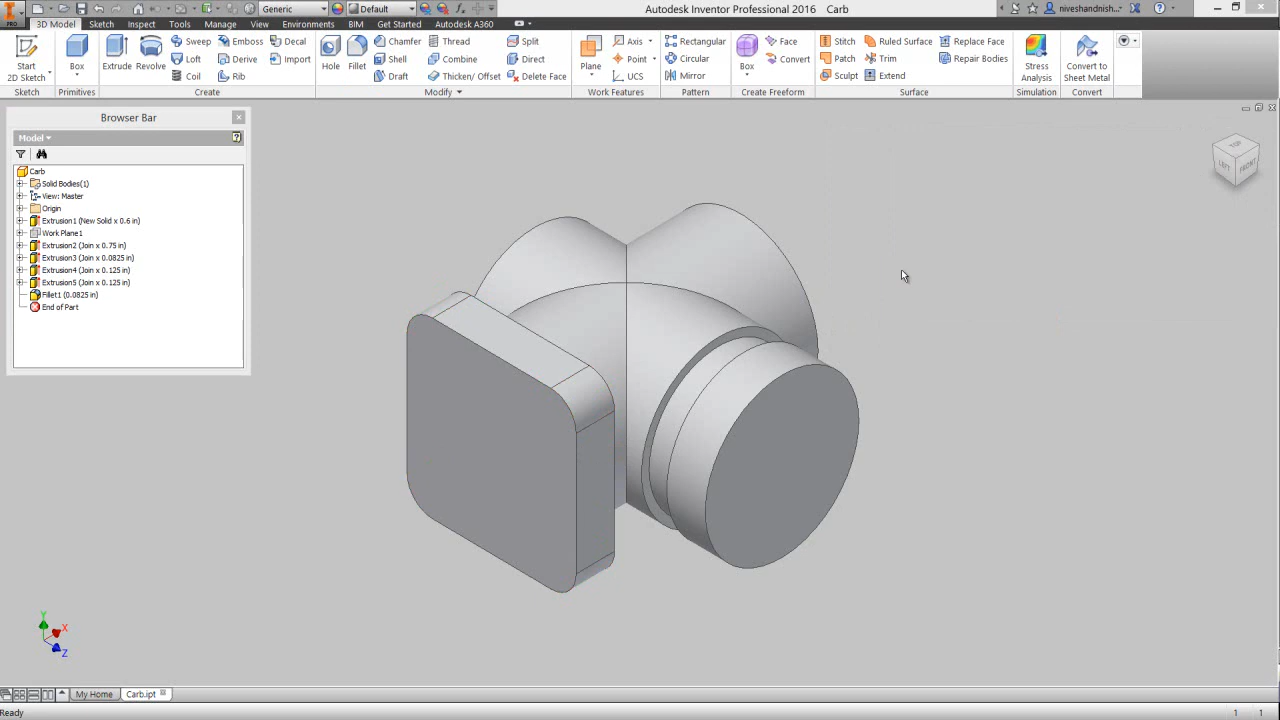 Generic
Default
Autodesk Inventor Professional 2016 Carb
niveshandnish...
PRO
3D Model Sketch Inspect Tools Manage View Environments BIM Get Started Autodesk A360
Start
2D Sketch
Sketch
Box
Primitives
Extrude Revolve
Sweep Emboss Decal
Loft Derive Import
Coil Rib
Create
Hole Fillet
Chamfer Thread Split
Shell Combine Direct
Draft Thicken/ Offset Delete Face
Modify
Plane
Axis
Point
UCS
Work Features
Rectangular
Circular
Mirror
Pattern
Box
Face
Convert
Create Freeform
Stitch Ruled Surface Replace Face
Patch Trim Repair Bodies
Sculpt Extend
Surface
Stress
Analysis
Simulation
Convert to
Sheet Metal
Convert
Browser Bar
Model
Carb
Solid Bodies(1)
View: Master
Origin
Extrusion1 (New Solid x 0.6 in)
Work Plane1
Extrusion2 (Join x 0.75 in)
Extrusion3 (Join x 0.0825 in)
Extrusion4 (Join x 0.125 in)
Extrusion5 (Join x 0.125 in)
Fillet1 (0.0825 in)
End of Part
TOP
LEFT FRONT
Y
X
Z
My Home Carb.ipt
Ready 1 1